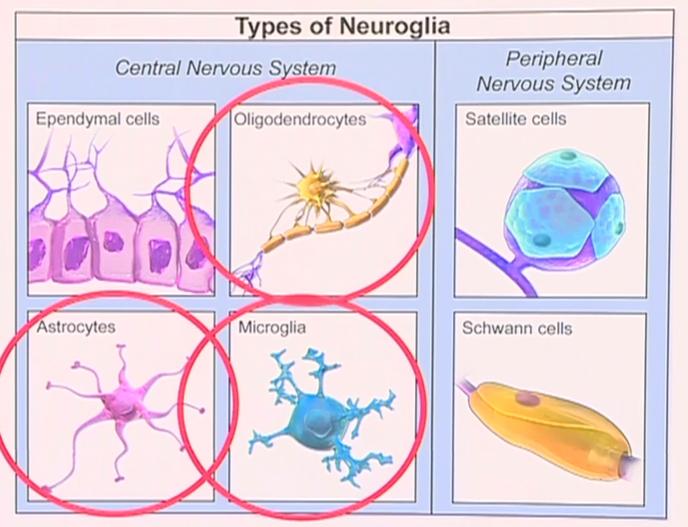 Types of Neuroglia
Central Nervous System
Peripheral
Nervous System
Ependymal cells
Oligodendrocytes
Satellite cells
Astrocytes
Microglia
Schwann cells